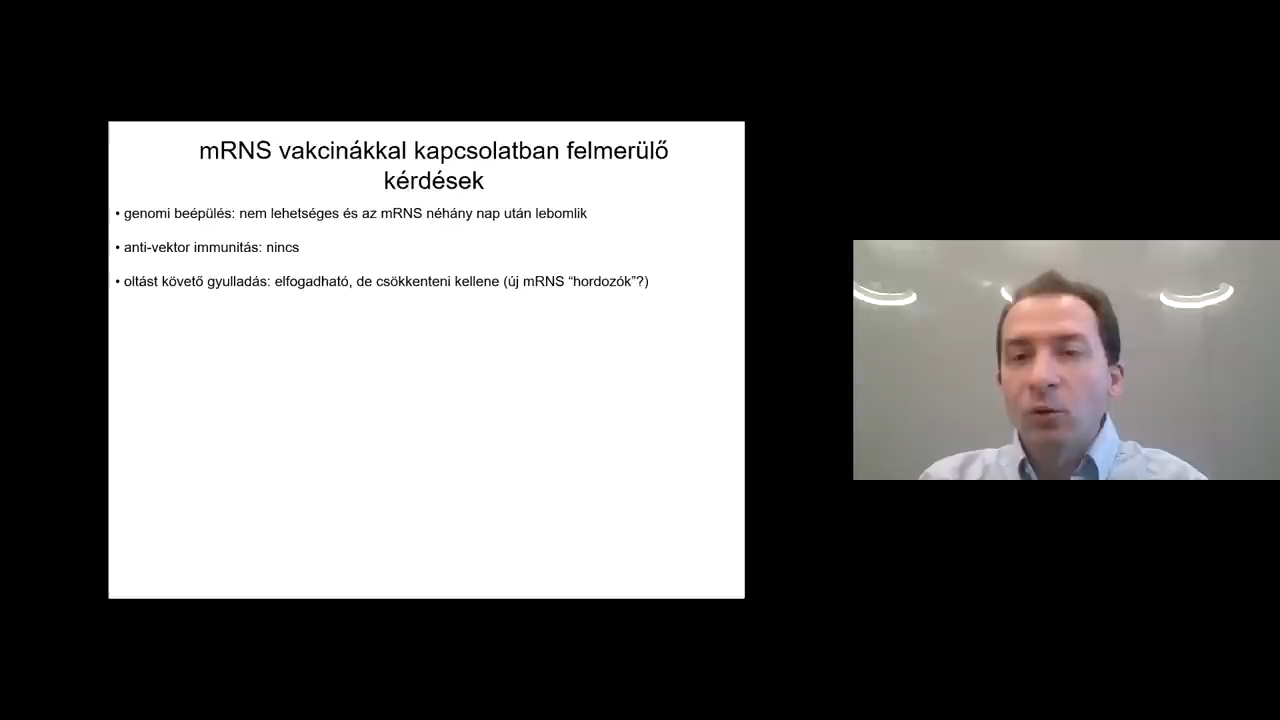 mRNS vakcinákkal kapcsolatban felmerülő
kérdések
• genomi beépülés: nem lehetséges és az mRNS néhány nap után lebomlik
• anti-vektor immunitás: nincs
• oltást követő gyulladás: elfogadható, de csökkenteni kellene (új mRNS “hordozók”?)